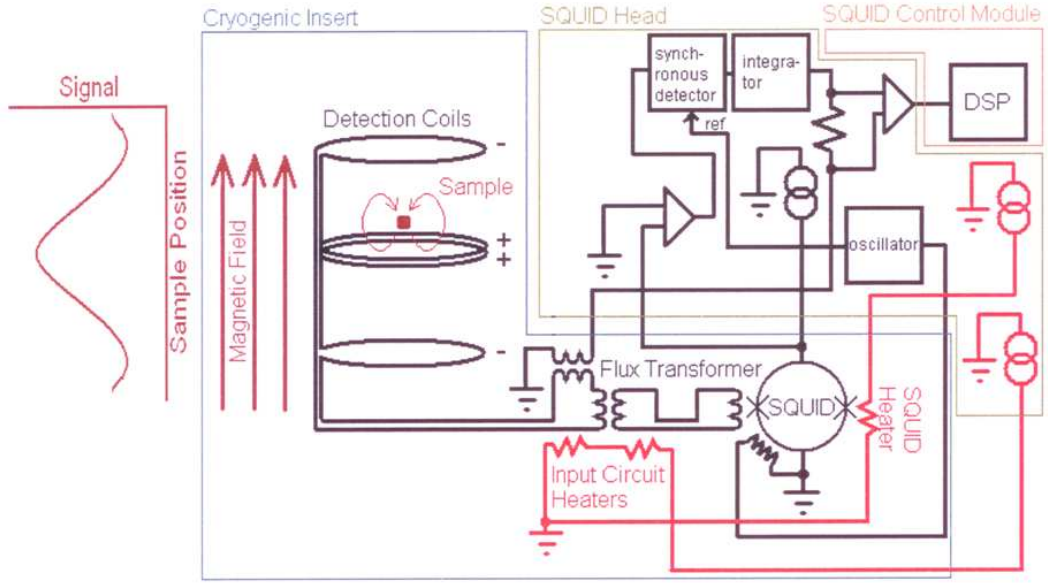 Cryogenic Insert
SQUID Head
SQUID Control Module
Signal
Sample Position
Magnetic Field
Detection Coils
-
Sample
+
+
-
synch-
ronous
detector
integra-
tor
ref
DSP
oscillator
Flux Transformer
SQUID
SQUID
Heater
Input Circuit
Heaters